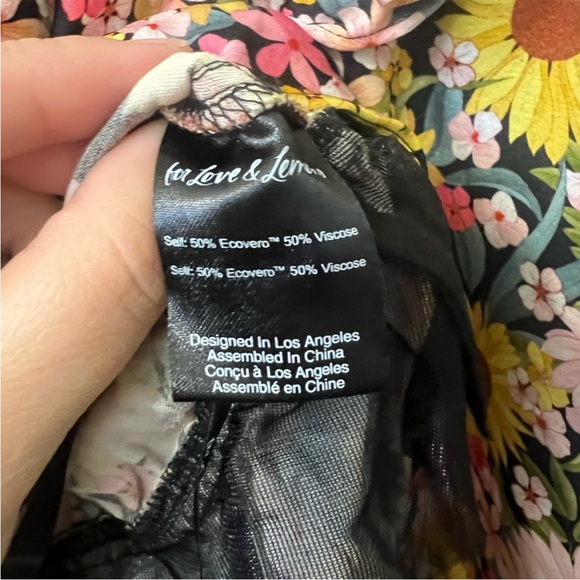 for Love & Lemons
Self: 50% Ecovero™ 50% Viscose
Self: 50% Ecovero™ 50% Viscose
Designed In Los Angeles
Assembled In China
Conçu à Los Angeles
Assemblé en Chine